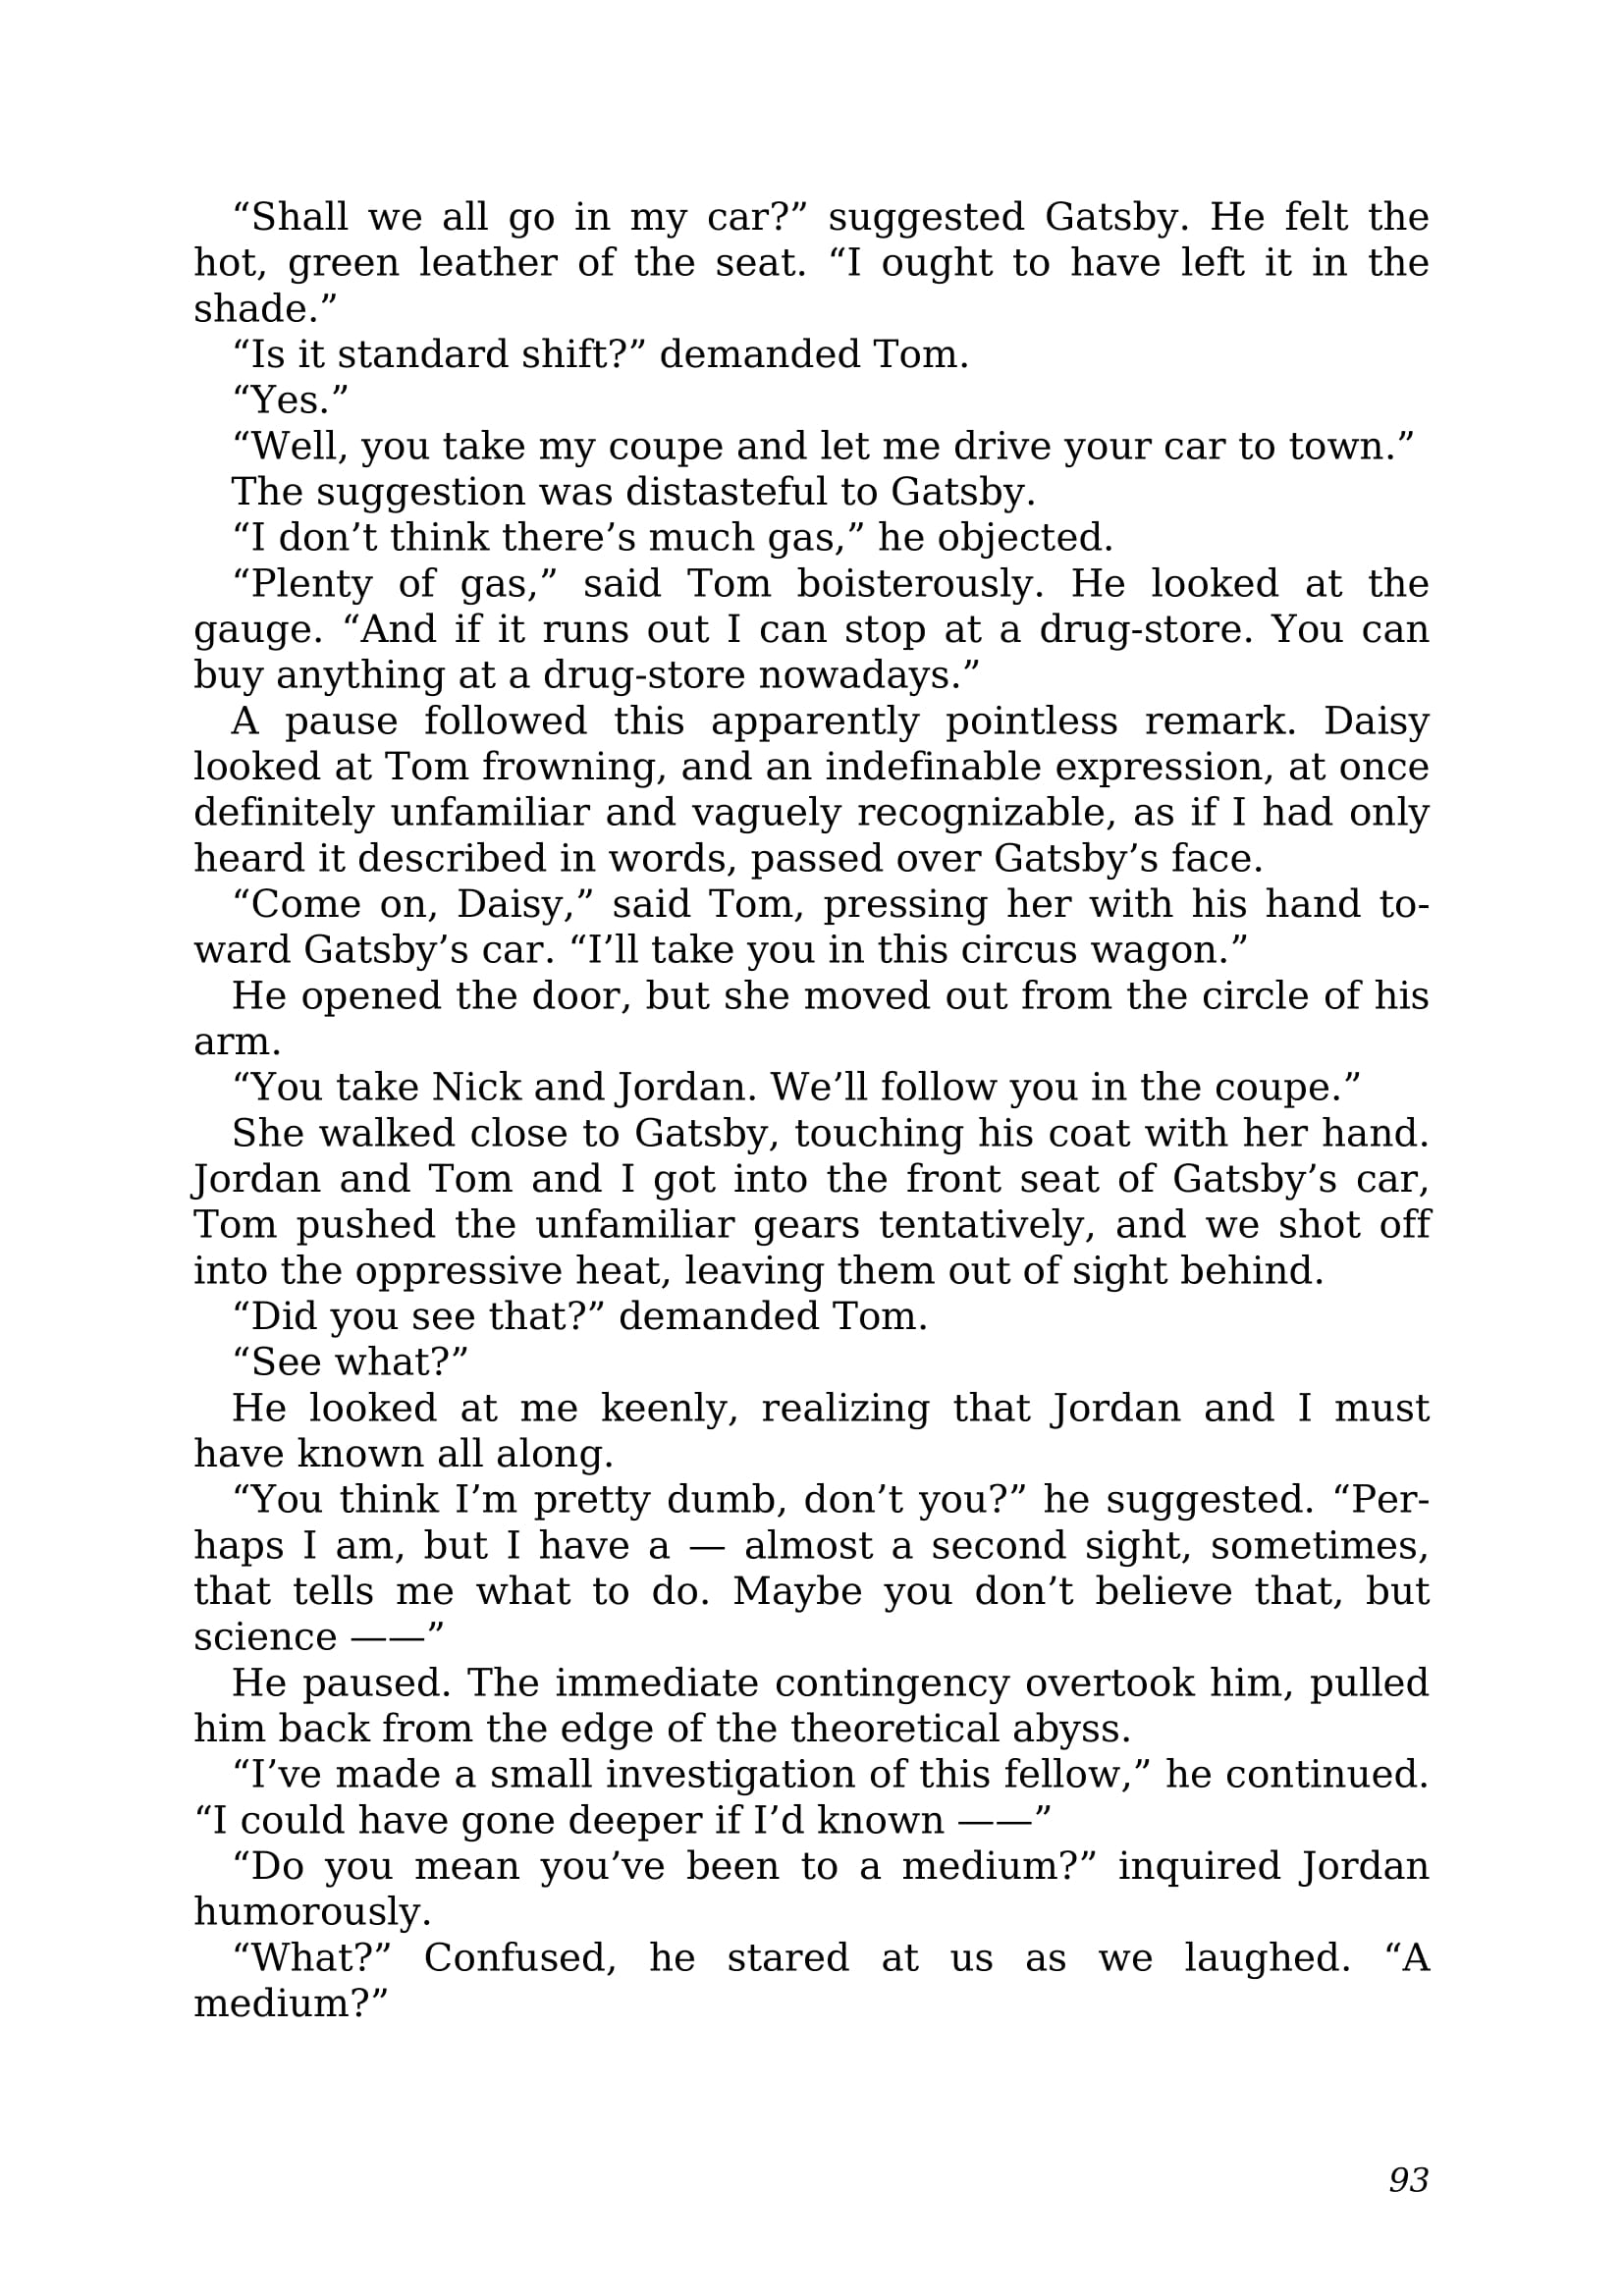 “Shall we all go in my car?” suggested Gatsby. He felt the
hot, green leather of the seat. “I ought to have left it in the
shade.”
“Is it standard shift?” demanded Tom.
“Yes.”
“Well, you take my coupe and let me drive your car to town.”
The suggestion was distasteful to Gatsby.
“I don’t think there’s much gas,” he objected.
“Plenty of gas,” said Tom boisterously. He looked at the
gauge. “And if it runs out I can stop at a drug-store. You can
buy anything at a drug-store nowadays.”
A pause followed this apparently pointless remark. Daisy
looked at Tom frowning, and an indefinable expression, at once
definitely unfamiliar and vaguely recognizable, as if I had only
heard it described in words, passed over Gatsby’s face.
“Come on, Daisy,” said Tom, pressing her with his hand to-
ward Gatsby’s car. “I’ll take you in this circus wagon.”
He opened the door, but she moved out from the circle of his
arm.
“You take Nick and Jordan. We’ll follow you in the coupe.”
She walked close to Gatsby, touching his coat with her hand.
Jordan and Tom and I got into the front seat of Gatsby’s car,
Tom pushed the unfamiliar gears tentatively, and we shot off
into the oppressive heat, leaving them out of sight behind.
“Did you see that?” demanded Tom.
“See what?”
He looked at me keenly, realizing that Jordan and I must
have known all along.
“You think I’m pretty dumb, don’t you?” he suggested. “Per-
haps I am, but I have a — almost a second sight, sometimes,
that tells me what to do. Maybe you don’t believe that, but
science ——”
He paused. The immediate contingency overtook him, pulled
him back from the edge of the theoretical abyss.
“I’ve made a small investigation of this fellow,” he continued.
“I could have gone deeper if I’d known ——”
“Do you mean you’ve been to a medium?” inquired Jordan
humorously.
“What?” Confused, he stared at us as we laughed. “A
medium?”
93